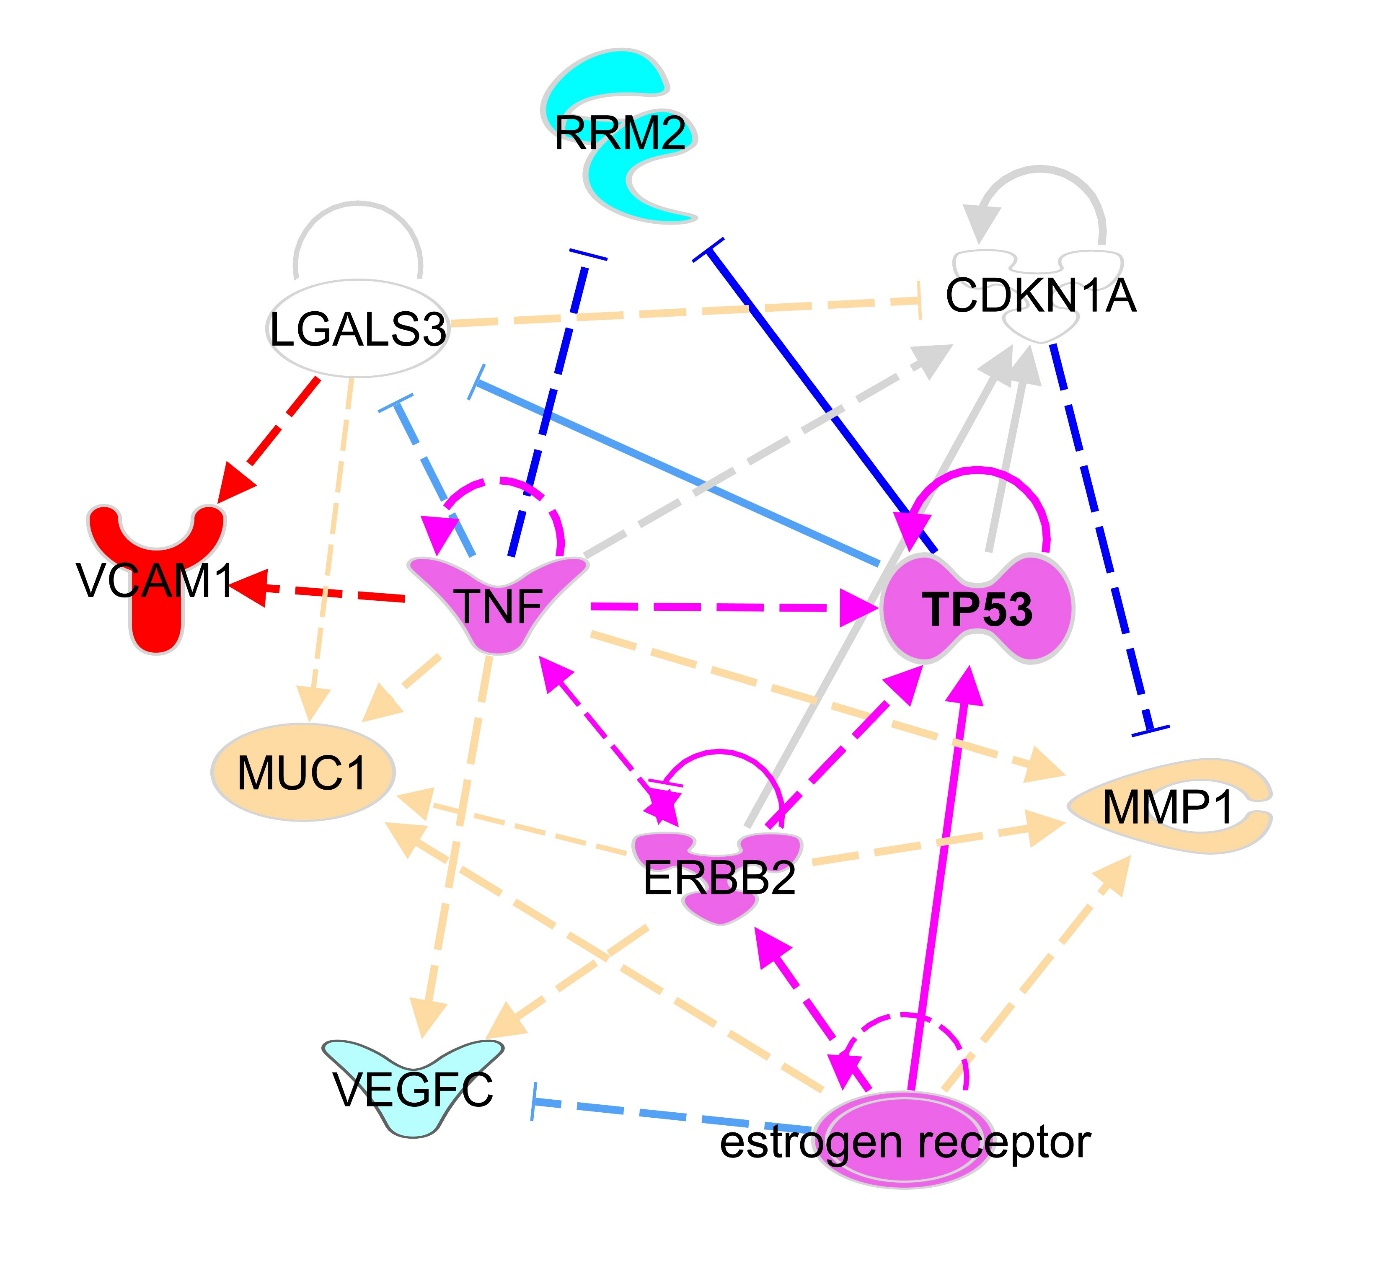 RRM2
CDKN1A
LGALS3
VCAM1
TNF
TP53
MUC1
MMP1
ERBB2
VEGFC
estrogen receptor